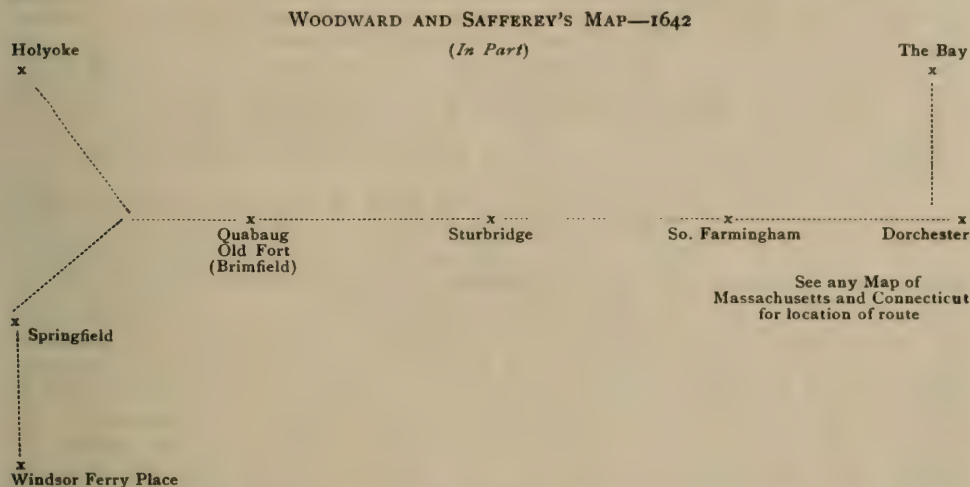 WOODWARD AND SAFFEREY'S MAP—1642
(In Part)
Holyoke
x
The Bay
x
x
x
x
x
Quabaug
Old Fort
(Brimfield)
Sturbridge
So. Farmingham
Dorchester
See any Map of
Massachusetts and Connecticut
for location of route
x
Springfield
x
Windsor Ferry Place